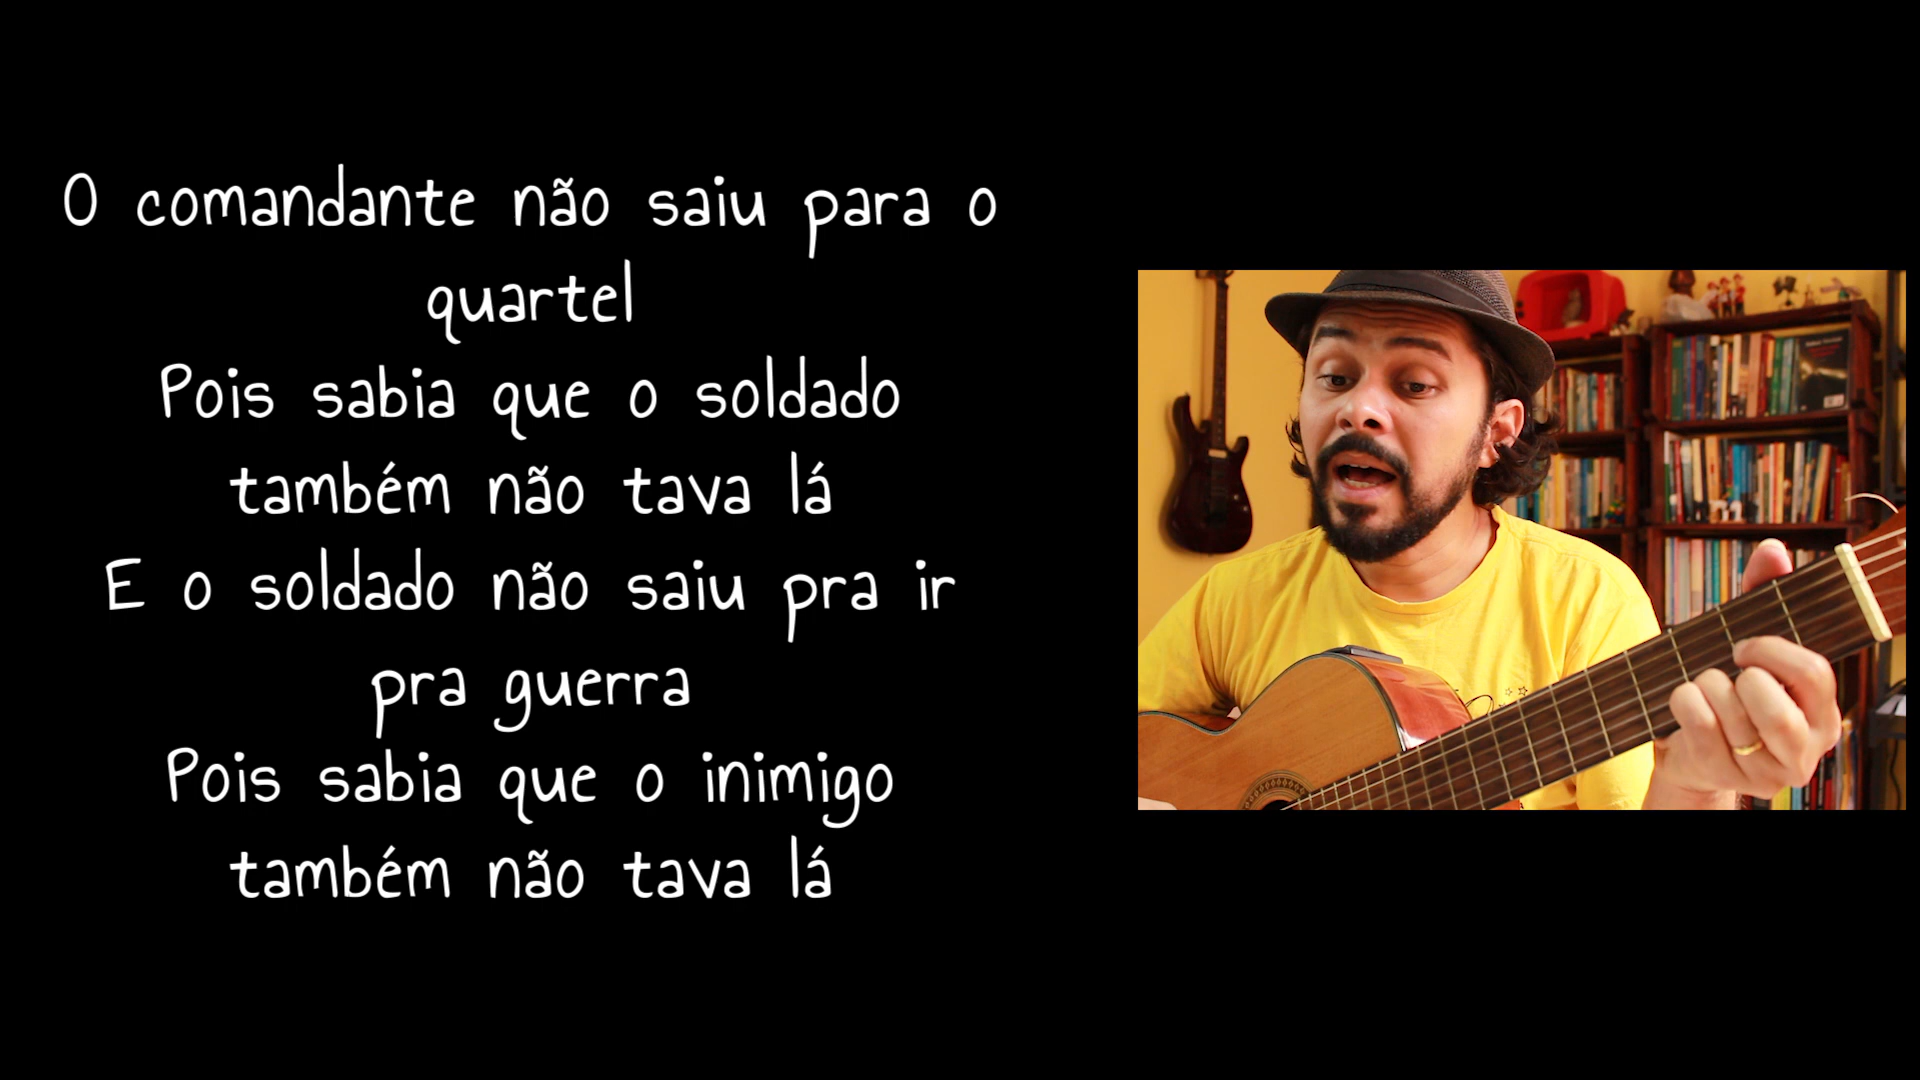 O comandante não saiu para o
quartel
Pois sabia que o soldado
também não tava lá
E o soldado não saiu pra ir
pra guerra
Pois sabia que o inimigo
também não tava lá